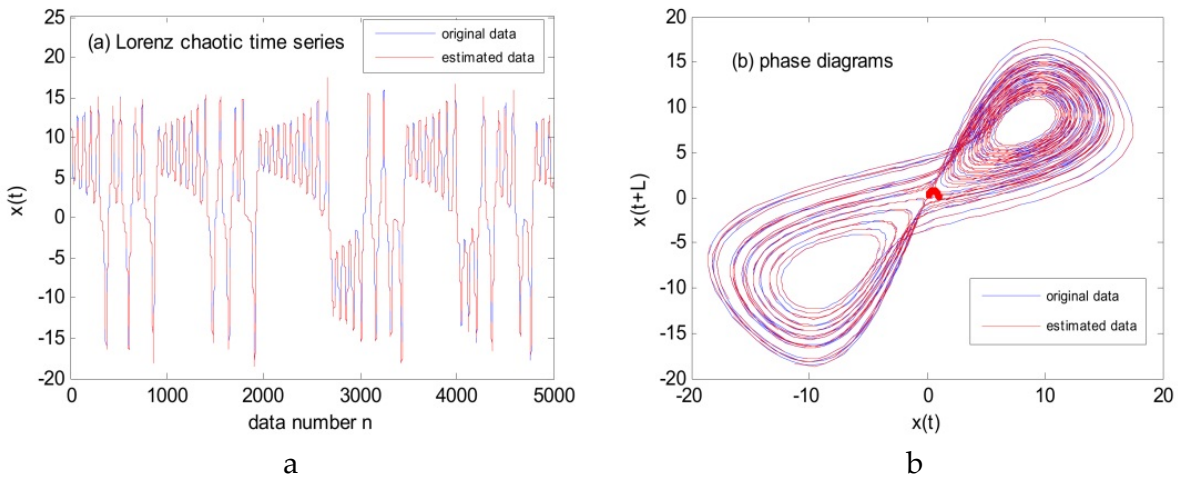 25
20
15
10
5
0
-5
-10
-15
-20
x(t)
(a) Lorenz chaotic time series
original data
estimated data
0 1000 2000 3000 4000 5000
data number n
a
20
15
10
5
0
-5
-10
-15
-20
x(t+L)
(b) phase diagrams
original data
estimated data
-20 -10 0 10 20
x(t)
b